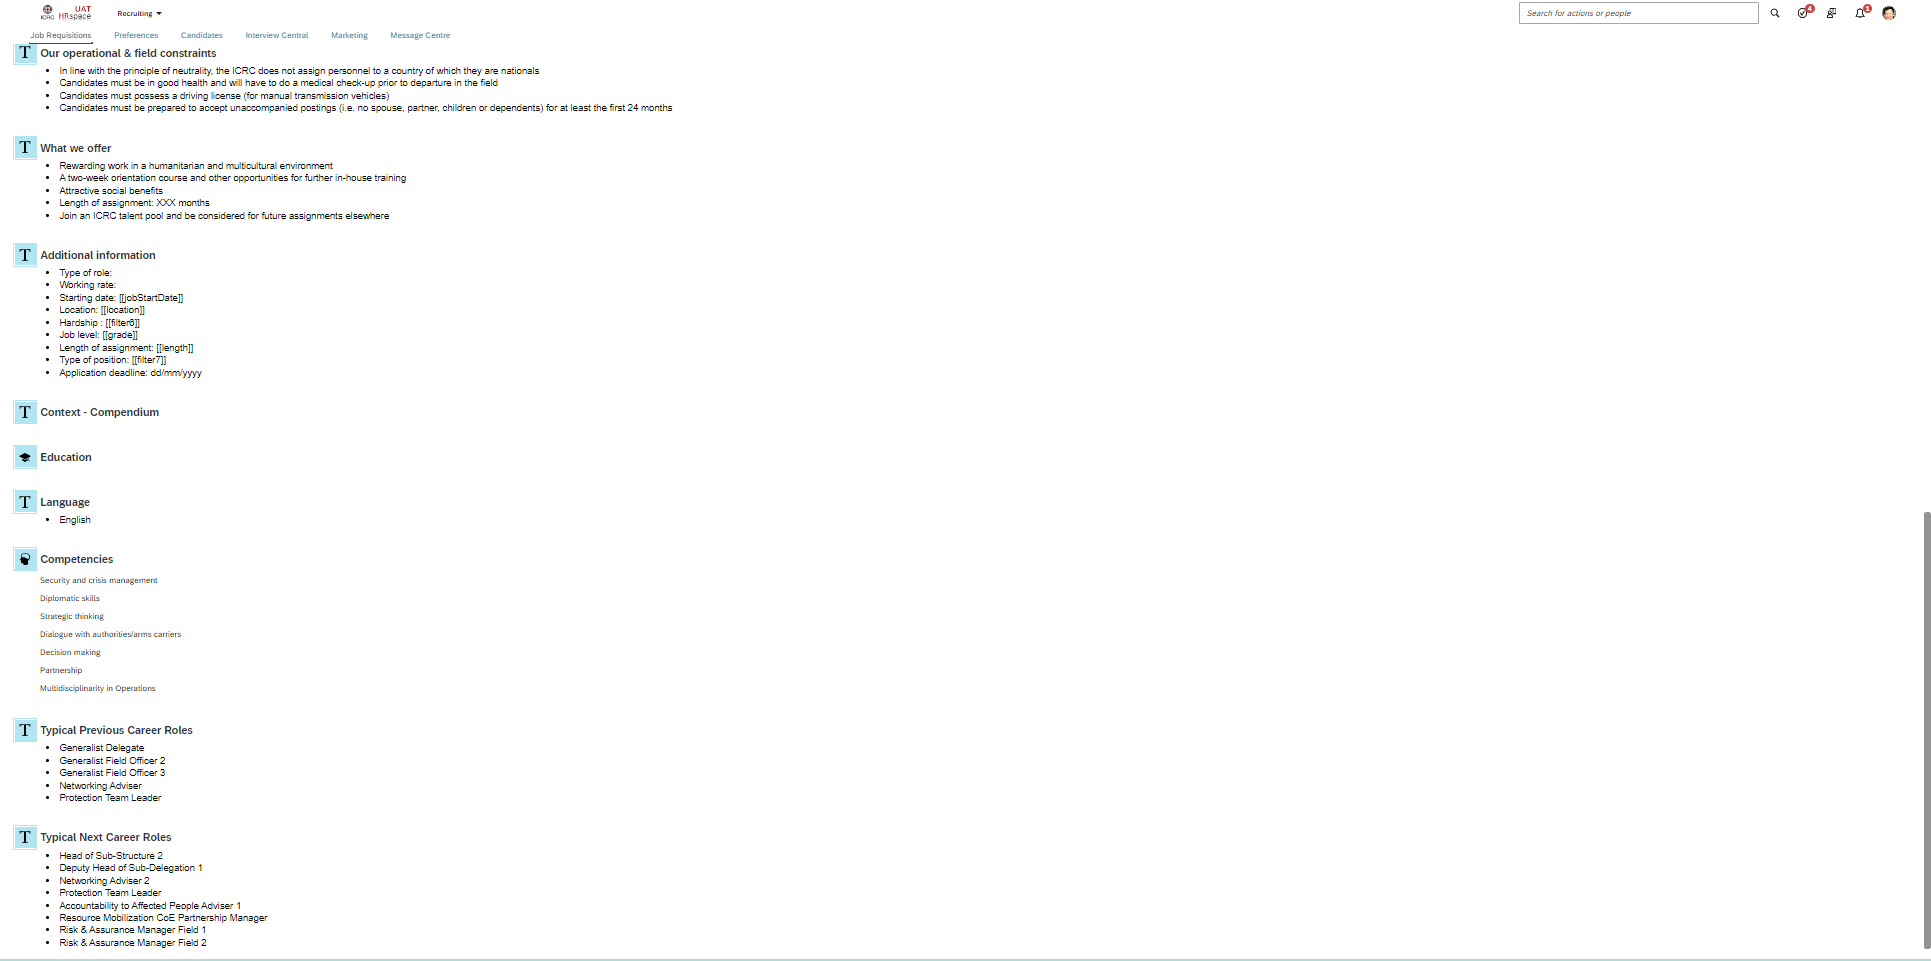 ICRC
UAT
HRspace
Recruiting
Search for actions or people
4
1
Job Requisitions
Preferences
Candidates
Interview Central
Marketing
Message Centre
T Our operational & field constraints
• In line with the principle of neutrality, the ICRC does not assign personnel to a country of which they are nationals
• Candidates must be in good health and will have to do a medical check-up prior to departure in the field
• Candidates must possess a driving license (for manual transmission vehicles)
• Candidates must be prepared to accept unaccompanied postings (i.e. no spouse, partner, children or dependents) for at least the first 24 months
T What we offer
• Rewarding work in a humanitarian and multicultural environment
• A two-week orientation course and other opportunities for further in-house training
• Attractive social benefits
• Length of assignment: XXX months
• Join an ICRC talent pool and be considered for future assignments elsewhere
T Additional information
• Type of role:
• Working rate:
• Starting date: [[jobStartDate]]
• Location: [[location]]
• Hardship : [[filter6]]
• Job level: [[grade]]
• Length of assignment: [[length]]
• Type of position: [[filter7]]
• Application deadline: dd/mm/yyyy
T Context - Compendium
Education
T Language
• English
Competencies
Security and crisis management
Diplomatic skills
Strategic thinking
Dialogue with authorities/arms carriers
Decision making
Partnership
Multidisciplinarity in Operations
T Typical Previous Career Roles
• Generalist Delegate
• Generalist Field Officer 2
• Generalist Field Officer 3
• Networking Adviser
• Protection Team Leader
T Typical Next Career Roles
• Head of Sub-Structure 2
• Deputy Head of Sub-Delegation 1
• Networking Adviser 2
• Protection Team Leader
• Accountability to Affected People Adviser 1
• Resource Mobilization CoE Partnership Manager
• Risk & Assurance Manager Field 1
• Risk & Assurance Manager Field 2